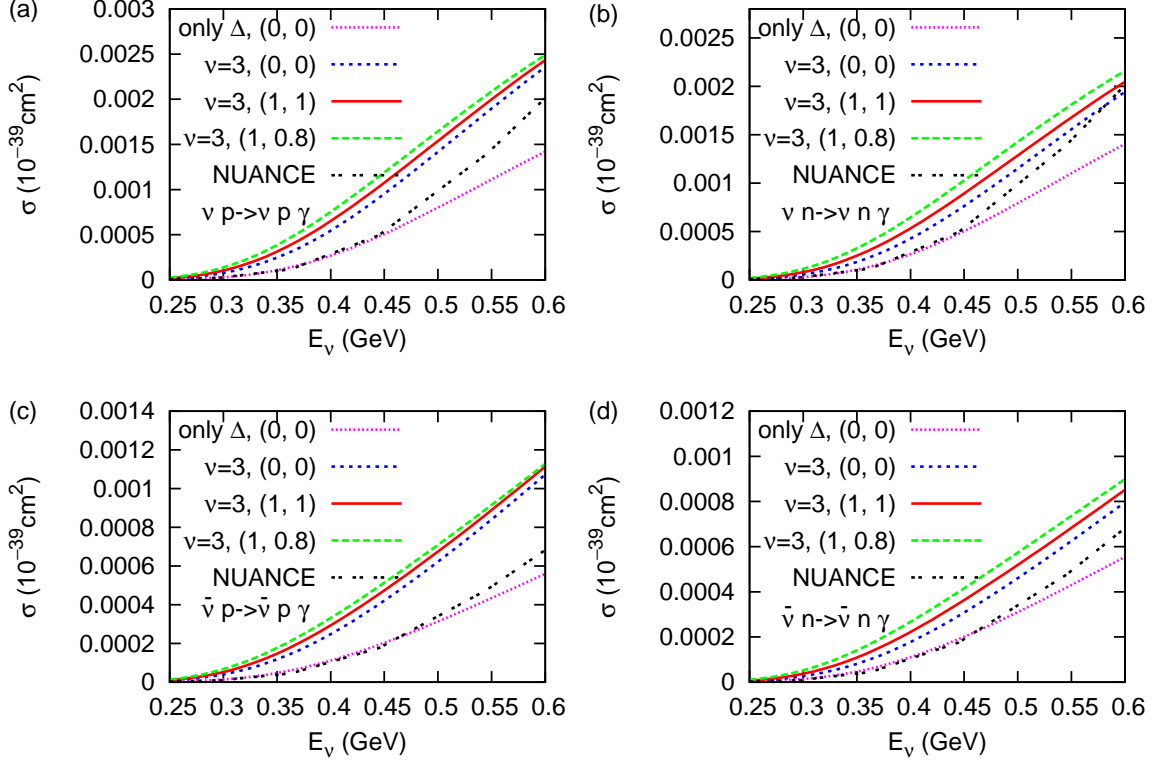 (a)
0.003
0.0025
0.002
0.0015
0.001
0.0005
0
σ (10⁻³⁹cm²)
only Δ, (0, 0)
ν=3, (0, 0)
ν=3, (1, 1)
ν=3, (1, 0.8)
NUANCE
ν p->ν p γ
0.25 0.3 0.35 0.4 0.45 0.5 0.55 0.6
E_ν (GeV)
(b)
0.0025
0.002
0.0015
0.001
0.0005
0
σ (10⁻³⁹cm²)
only Δ, (0, 0)
ν=3, (0, 0)
ν=3, (1, 1)
ν=3, (1, 0.8)
NUANCE
ν n->ν n γ
0.25 0.3 0.35 0.4 0.45 0.5 0.55 0.6
E_ν (GeV)
(c)
0.0014
0.0012
0.001
0.0008
0.0006
0.0004
0.0002
0
σ (10⁻³⁹cm²)
only Δ, (0, 0)
ν=3, (0, 0)
ν=3, (1, 1)
ν=3, (1, 0.8)
NUANCE
ν̄ p->ν̄ p γ
0.25 0.3 0.35 0.4 0.45 0.5 0.55 0.6
E_ν (GeV)
(d)
0.0012
0.001
0.0008
0.0006
0.0004
0.0002
0
σ (10⁻³⁹cm²)
only Δ, (0, 0)
ν=3, (0, 0)
ν=3, (1, 1)
ν=3, (1, 0.8)
NUANCE
ν̄ n->ν̄ n γ
0.25 0.3 0.35 0.4 0.45 0.5 0.55 0.6
E_ν (GeV)